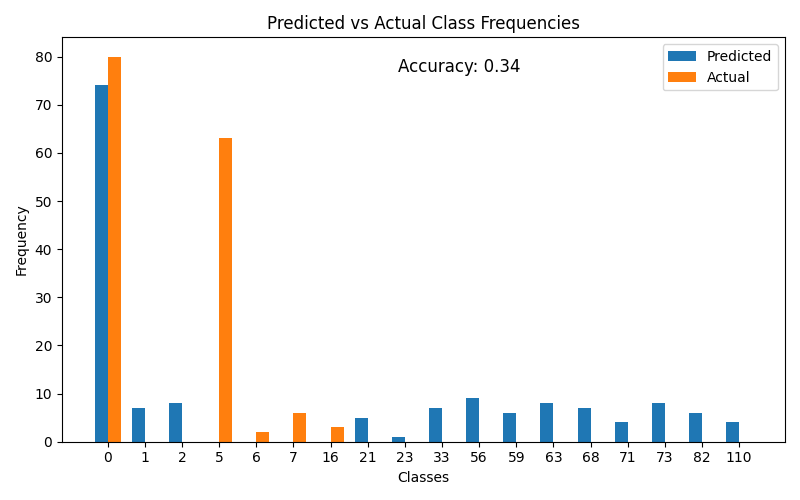 Predicted vs Actual Class Frequencies
Accuracy: 0.34
Predicted
Actual
Frequency
80
70
60
50
40
30
20
10
0
0 1 2 5 6 7 16 21 23 33 56 59 63 68 71 73 82 110
Classes